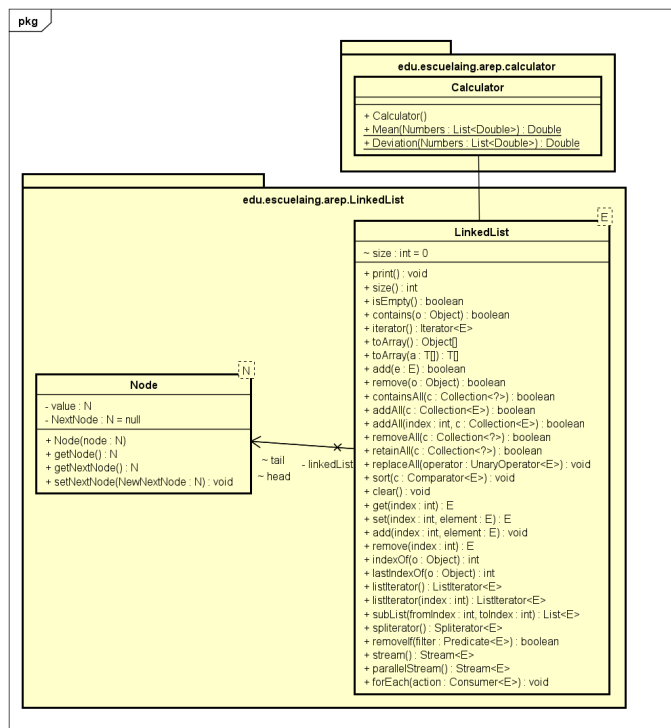 pkg
edu.escuelaing.arep.calculator
Calculator
+ Calculator()
+ Mean(Numbers : List<Double>) : Double
+ Deviation(Numbers : List<Double>) : Double
edu.escuelaing.arep.LinkedList
E
LinkedList
~ size : int = 0
+ print() : void
+ size() : int
+ isEmpty() : boolean
+ contains(o : Object) : boolean
+ iterator() : Iterator<E>
+ toArray() : Object[]
+ toArray(a : T[]) : T[]
+ add(e : E) : boolean
+ remove(o : Object) : boolean
+ containsAll(c : Collection<?>) : boolean
+ addAll(c : Collection<E>) : boolean
+ addAll(index : int, c : Collection<E>) : boolean
+ removeAll(c : Collection<?>) : boolean
+ retainAll(c : Collection<?>) : boolean
+ replaceAll(operator : UnaryOperator<E>) : void
+ sort(c : Comparator<E>) : void
+ clear() : void
+ get(index : int) : E
+ set(index : int, element : E) : E
+ add(index : int, element : E) : void
+ remove(index : int) : E
+ indexOf(o : Object) : int
+ lastIndexOf(o : Object) : int
+ listIterator() : ListIterator<E>
+ listIterator(index : int) : ListIterator<E>
+ subList(fromIndex : int, toIndex : int) : List<E>
+ spliterator() : Spliterator<E>
+ removeIf(filter : Predicate<E>) : boolean
+ stream() : Stream<E>
+ parallelStream() : Stream<E>
+ forEach(action : Consumer<E>) : void
N
Node
- value : N
- NextNode : N = null
+ Node(node : N)
+ getNode() : N
+ getNextNode() : N
+ setNextNode(NewNextNode : N) : void
~ tail
~ head
- linkedList